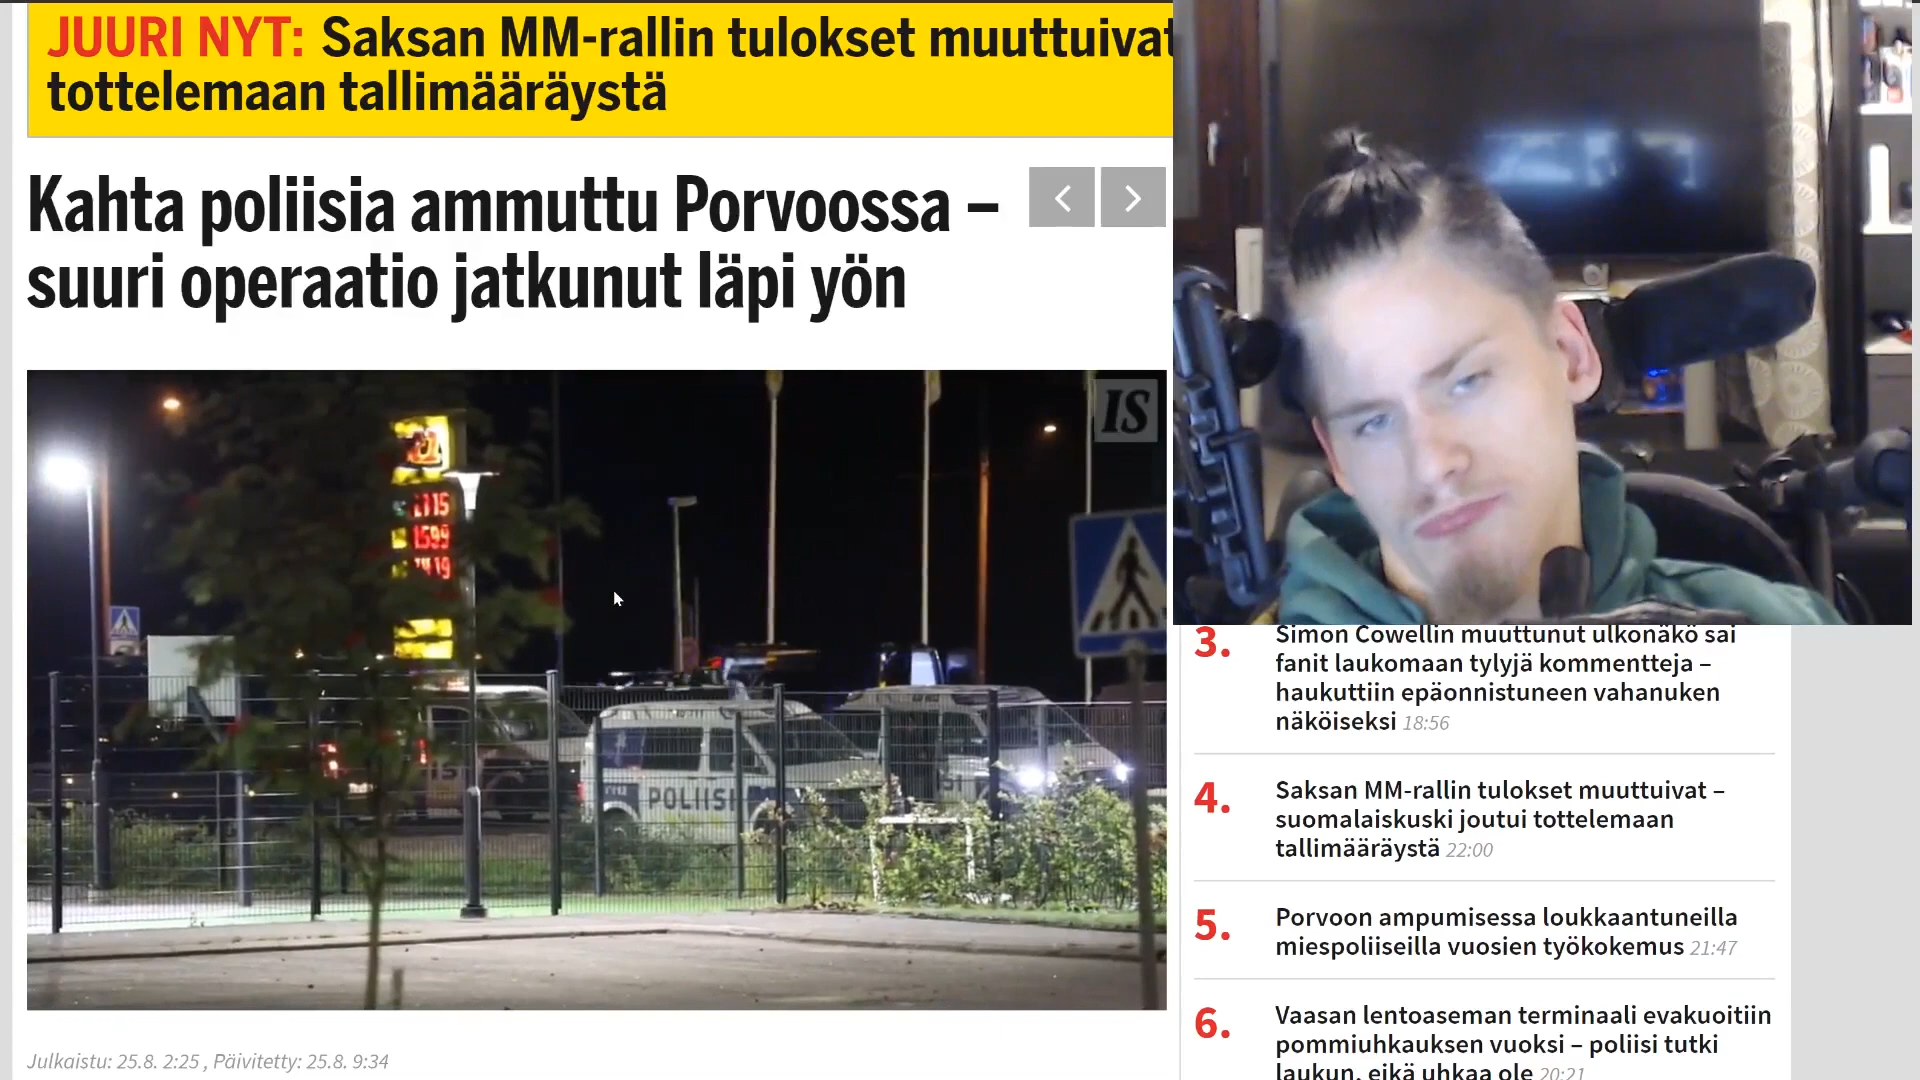 JUURI NYT: Saksan MM-rallin tulokset muuttuivat
tottelemaan tallimääräystä
Kahta poliisia ammuttu Porvoossa –
suuri operaatio jatkunut läpi yön
IS
1599
POLIISI
Julkaistu: 25.8. 2:25 , Päivitetty: 25.8. 9:34
3. Simon Cowellin muuttunut ulkonäkö sai
fanit laukomaan tylyjä kommentteja –
haukuttiin epäonnistuneen vahanuken
näköiseksi 18:56
4. Saksan MM-rallin tulokset muuttuivat –
suomalaiskuski joutui tottelemaan
tallimääräystä 22:00
5. Porvoon ampumisessa loukkaantuneilla
miespoliiseilla vuosien työkokemus 21:47
6. Vaasan lentoaseman terminaali evakuoitiin
pommiuhkauksen vuoksi – poliisi tutki
laukun, eikä uhkaa ole 20:21